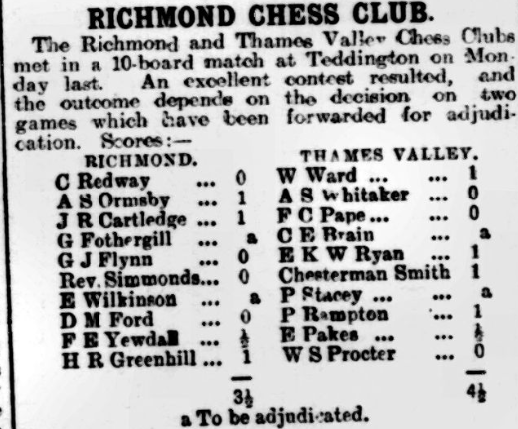 RICHMOND CHESS CLUB.
The Richmond and Thames Valley Chess Clubs
met in a 10-board match at Teddington on Mon-
day last. An excellent contest resulted, and
the outcome depends on the decision on two
games which have been forwarded for adjudi-
cation. Scores:—
RICHMOND. THAMES VALLEY.
C Redway ... 0 W Ward ... ... 1
A S Ormsby ... 1 A S Whitaker ... 0
J R Cartledge ... 1 F C Pape ... ... 0
G Fothergill ... a C E Brain ... a
G J Flynn ... 0 E K W Ryan ... 1
Rev. Simmonds... 0 Chesterman Smith 1
E Wilkinson ... a P Stacey ... ... a
D M Ford ... 0 P Rampton ... 1
F E Yewdall ... ½ E Pakes ... ... ½
H R Greenhill ... 1 W S Procter ... 0
3½ 4½
a To be adjudicated.